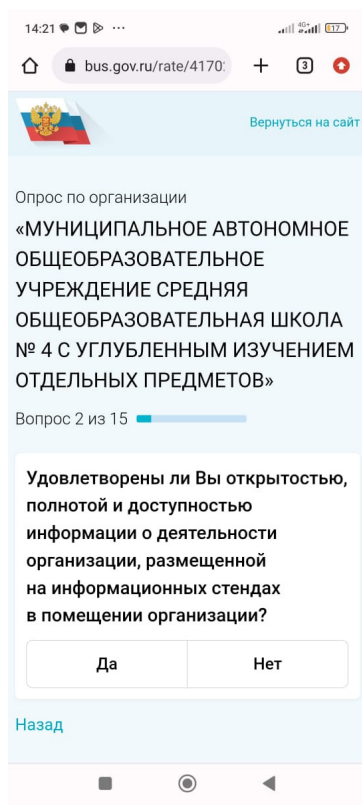 14:21
4G+
17
bus.gov.ru/rate/4170
3
Вернуться на сайт
Опрос по организации
«МУНИЦИПАЛЬНОЕ АВТОНОМНОЕ
ОБЩЕОБРАЗОВАТЕЛЬНОЕ
УЧРЕЖДЕНИЕ СРЕДНЯЯ
ОБЩЕОБРАЗОВАТЕЛЬНАЯ ШКОЛА
№ 4 С УГЛУБЛЕННЫМ ИЗУЧЕНИЕМ
ОТДЕЛЬНЫХ ПРЕДМЕТОВ»
Вопрос 2 из 15
Удовлетворены ли Вы открытостью,
полнотой и доступностью
информации о деятельности
организации, размещенной
на информационных стендах
в помещении организации?
Да Нет
Назад